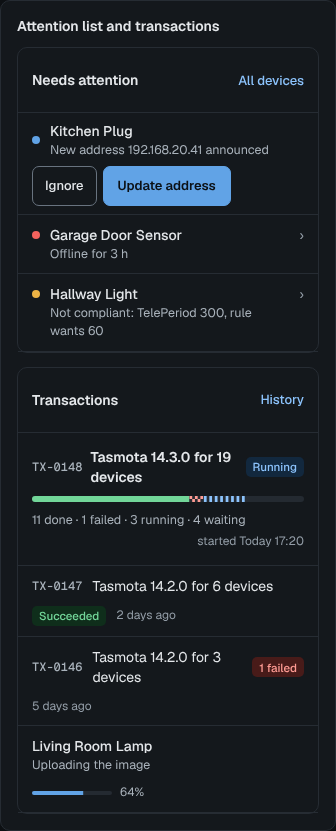 Attention list and transactions
Needs attention
All devices
Kitchen Plug
New address 192.168.20.41 announced
Ignore
Update address
Garage Door Sensor
Offline for 3 h
Hallway Light
Not compliant: TelePeriod 300, rule
wants 60
Transactions
History
TX-0148
Tasmota 14.3.0 for 19
devices
Running
11 done · 1 failed · 3 running · 4 waiting
started Today 17:20
TX-0147
Tasmota 14.2.0 for 6 devices
Succeeded
2 days ago
TX-0146
Tasmota 14.2.0 for 3
devices
1 failed
5 days ago
Living Room Lamp
Uploading the image
64%